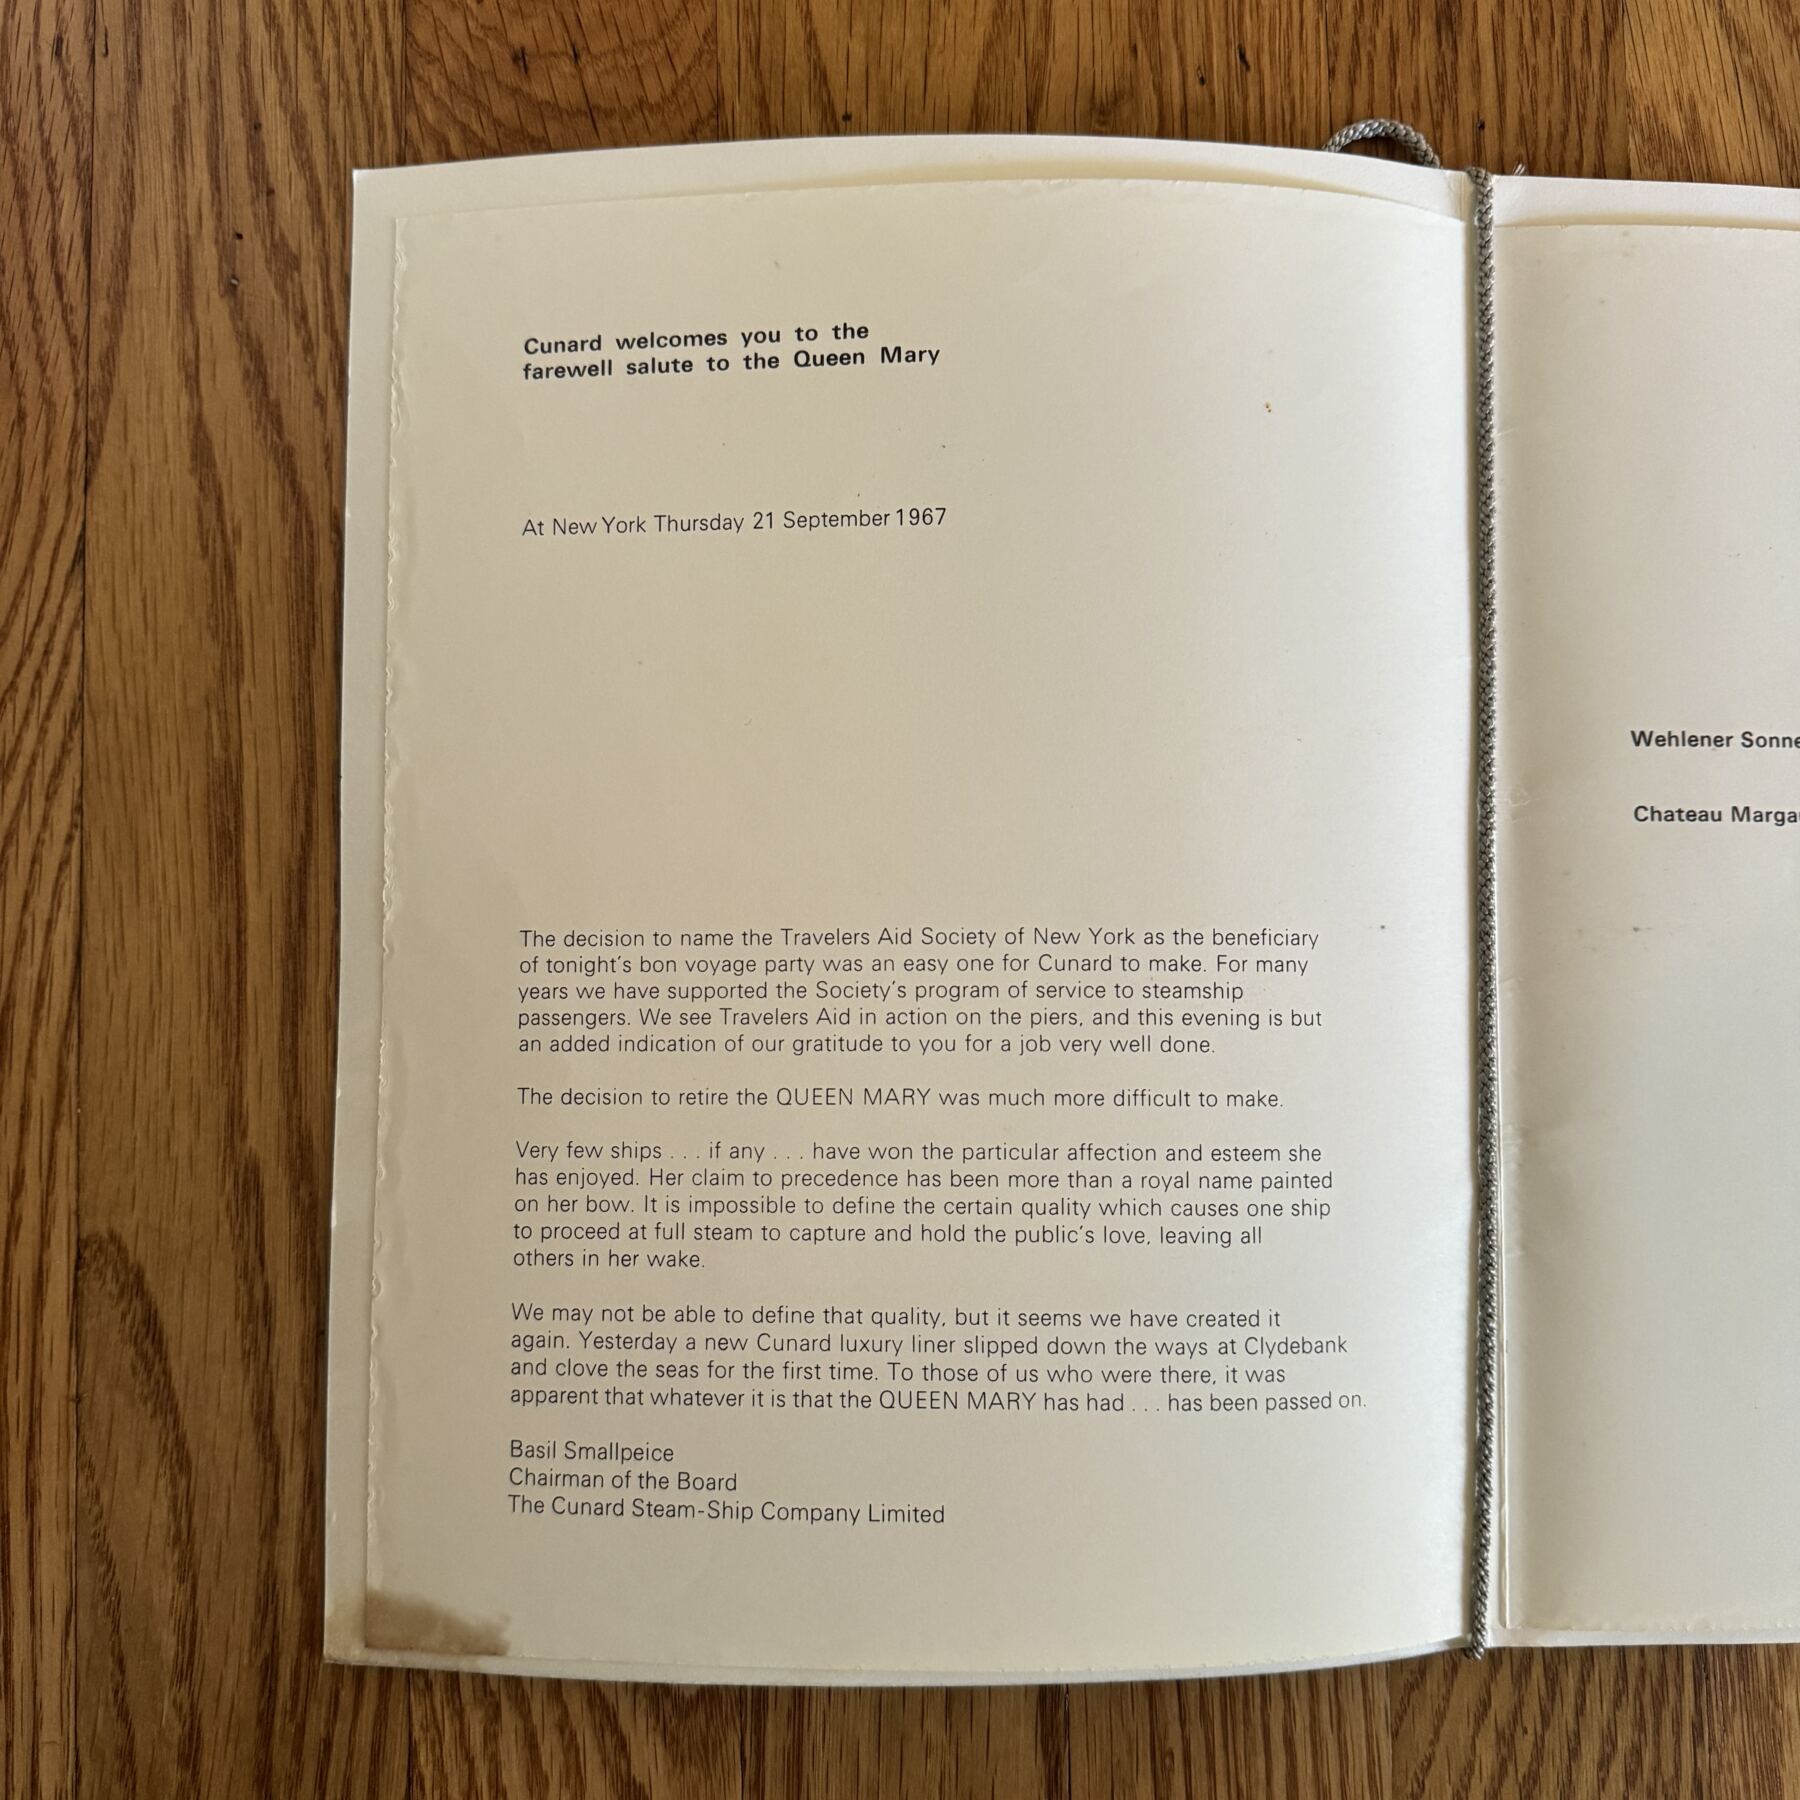 Cunard welcomes you to the
farewell salute to the Queen Mary
At New York Thursday 21 September 1967
The decision to name the Travelers Aid Society of New York as the beneficiary
of tonight's bon voyage party was an easy one for Cunard to make. For many
years we have supported the Society's program of service to steamship
passengers. We see Travelers Aid in action on the piers, and this evening is but
an added indication of our gratitude to you for a job very well done.
The decision to retire the QUEEN MARY was much more difficult to make.
Very few ships . . . if any . . . have won the particular affection and esteem she
has enjoyed. Her claim to precedence has been more than a royal name painted
on her bow. It is impossible to define the certain quality which causes one ship
to proceed at full steam to capture and hold the public's love, leaving all
others in her wake.
We may not be able to define that quality, but it seems we have created it
again. Yesterday a new Cunard luxury liner slipped down the ways at Clydebank
and clove the seas for the first time. To those of us who were there, it was
apparent that whatever it is that the QUEEN MARY has had . . . has been passed on.
Basil Smallpeice
Chairman of the Board
The Cunard Steam-Ship Company Limited
Wehlener
Chateau